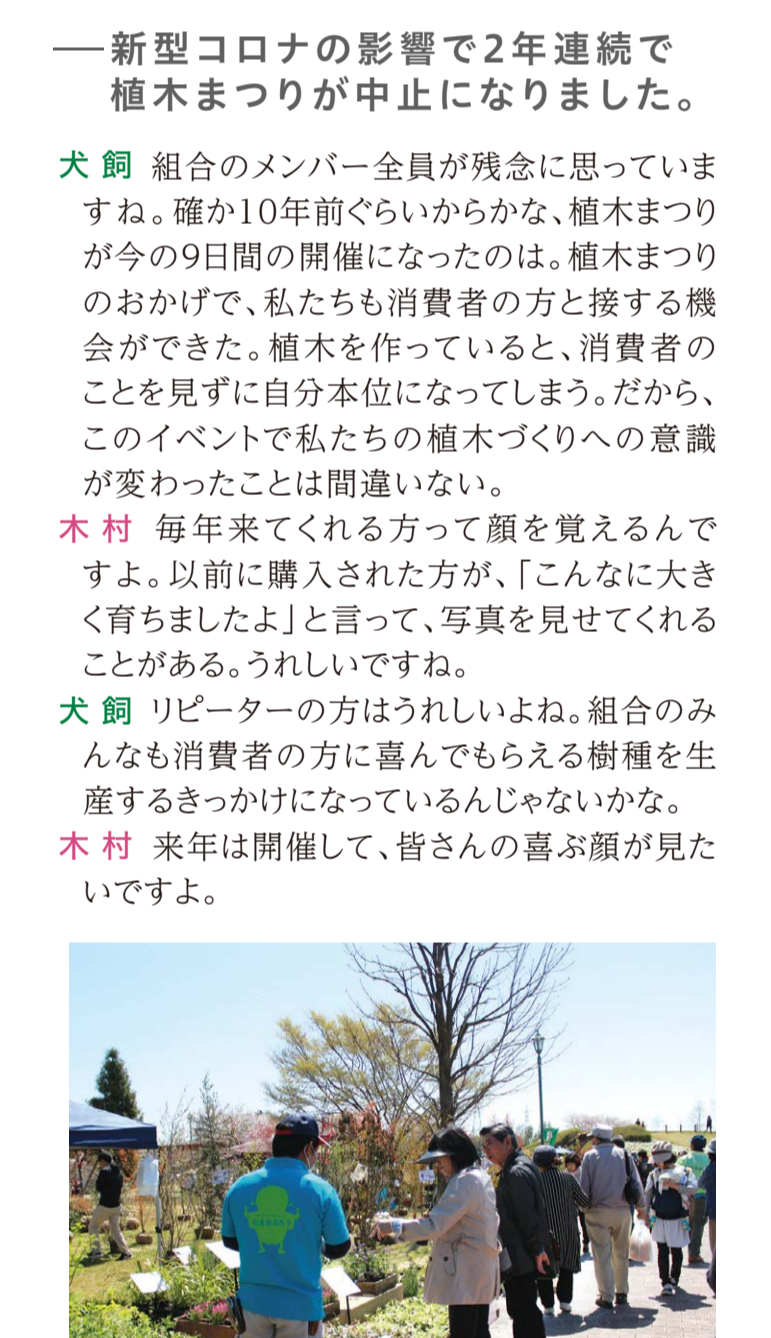 ──新型コロナの影響で2年連続で
植木まつりが中止になりました。
犬飼 組合のメンバー全員が残念に思っていま
すね。確か10年前ぐらいからかな、植木まつり
が今の9日間の開催になったのは。植木まつり
のおかげで、私たちも消費者の方と接する機
会ができた。植木を作っていると、消費者の
ことを見ずに自分本位になってしまう。だから、
このイベントで私たちの植木づくりへの意識
が変わったことは間違いない。
木村 毎年来てくれる方って顔を覚えるんで
すよ。以前に購入された方が、「こんなに大き
く育ちましたよ」と言って、写真を見せてくれる
ことがある。うれしいですね。
犬飼 リピーターの方はうれしいよね。組合のみ
んなも消費者の方に喜んでもらえる樹種を生
産するきっかけになっているんじゃないかな。
木村 来年は開催して、皆さんの喜ぶ顔が見た
いですよ。